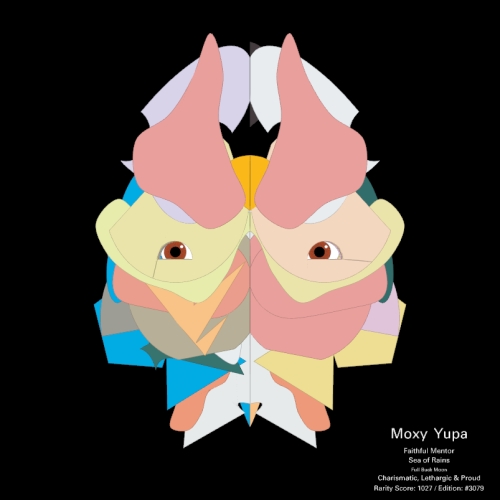 Moxy Yupa
Faithful Mentor
Sea of Rains
Full Buck Moon
Charismatic, Lethargic & Proud
Rarity Score: 1027 / Edition: #3079